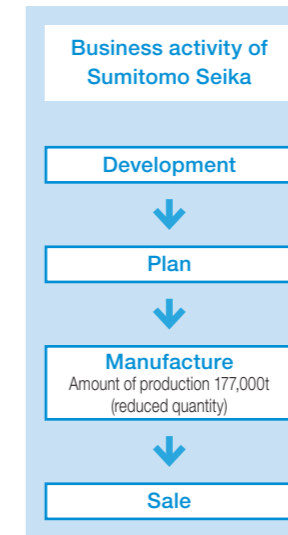 Business activity of
Sumitomo Seika
Development
Plan
Manufacture
Amount of production 177,000t
(reduced quantity)
Sale